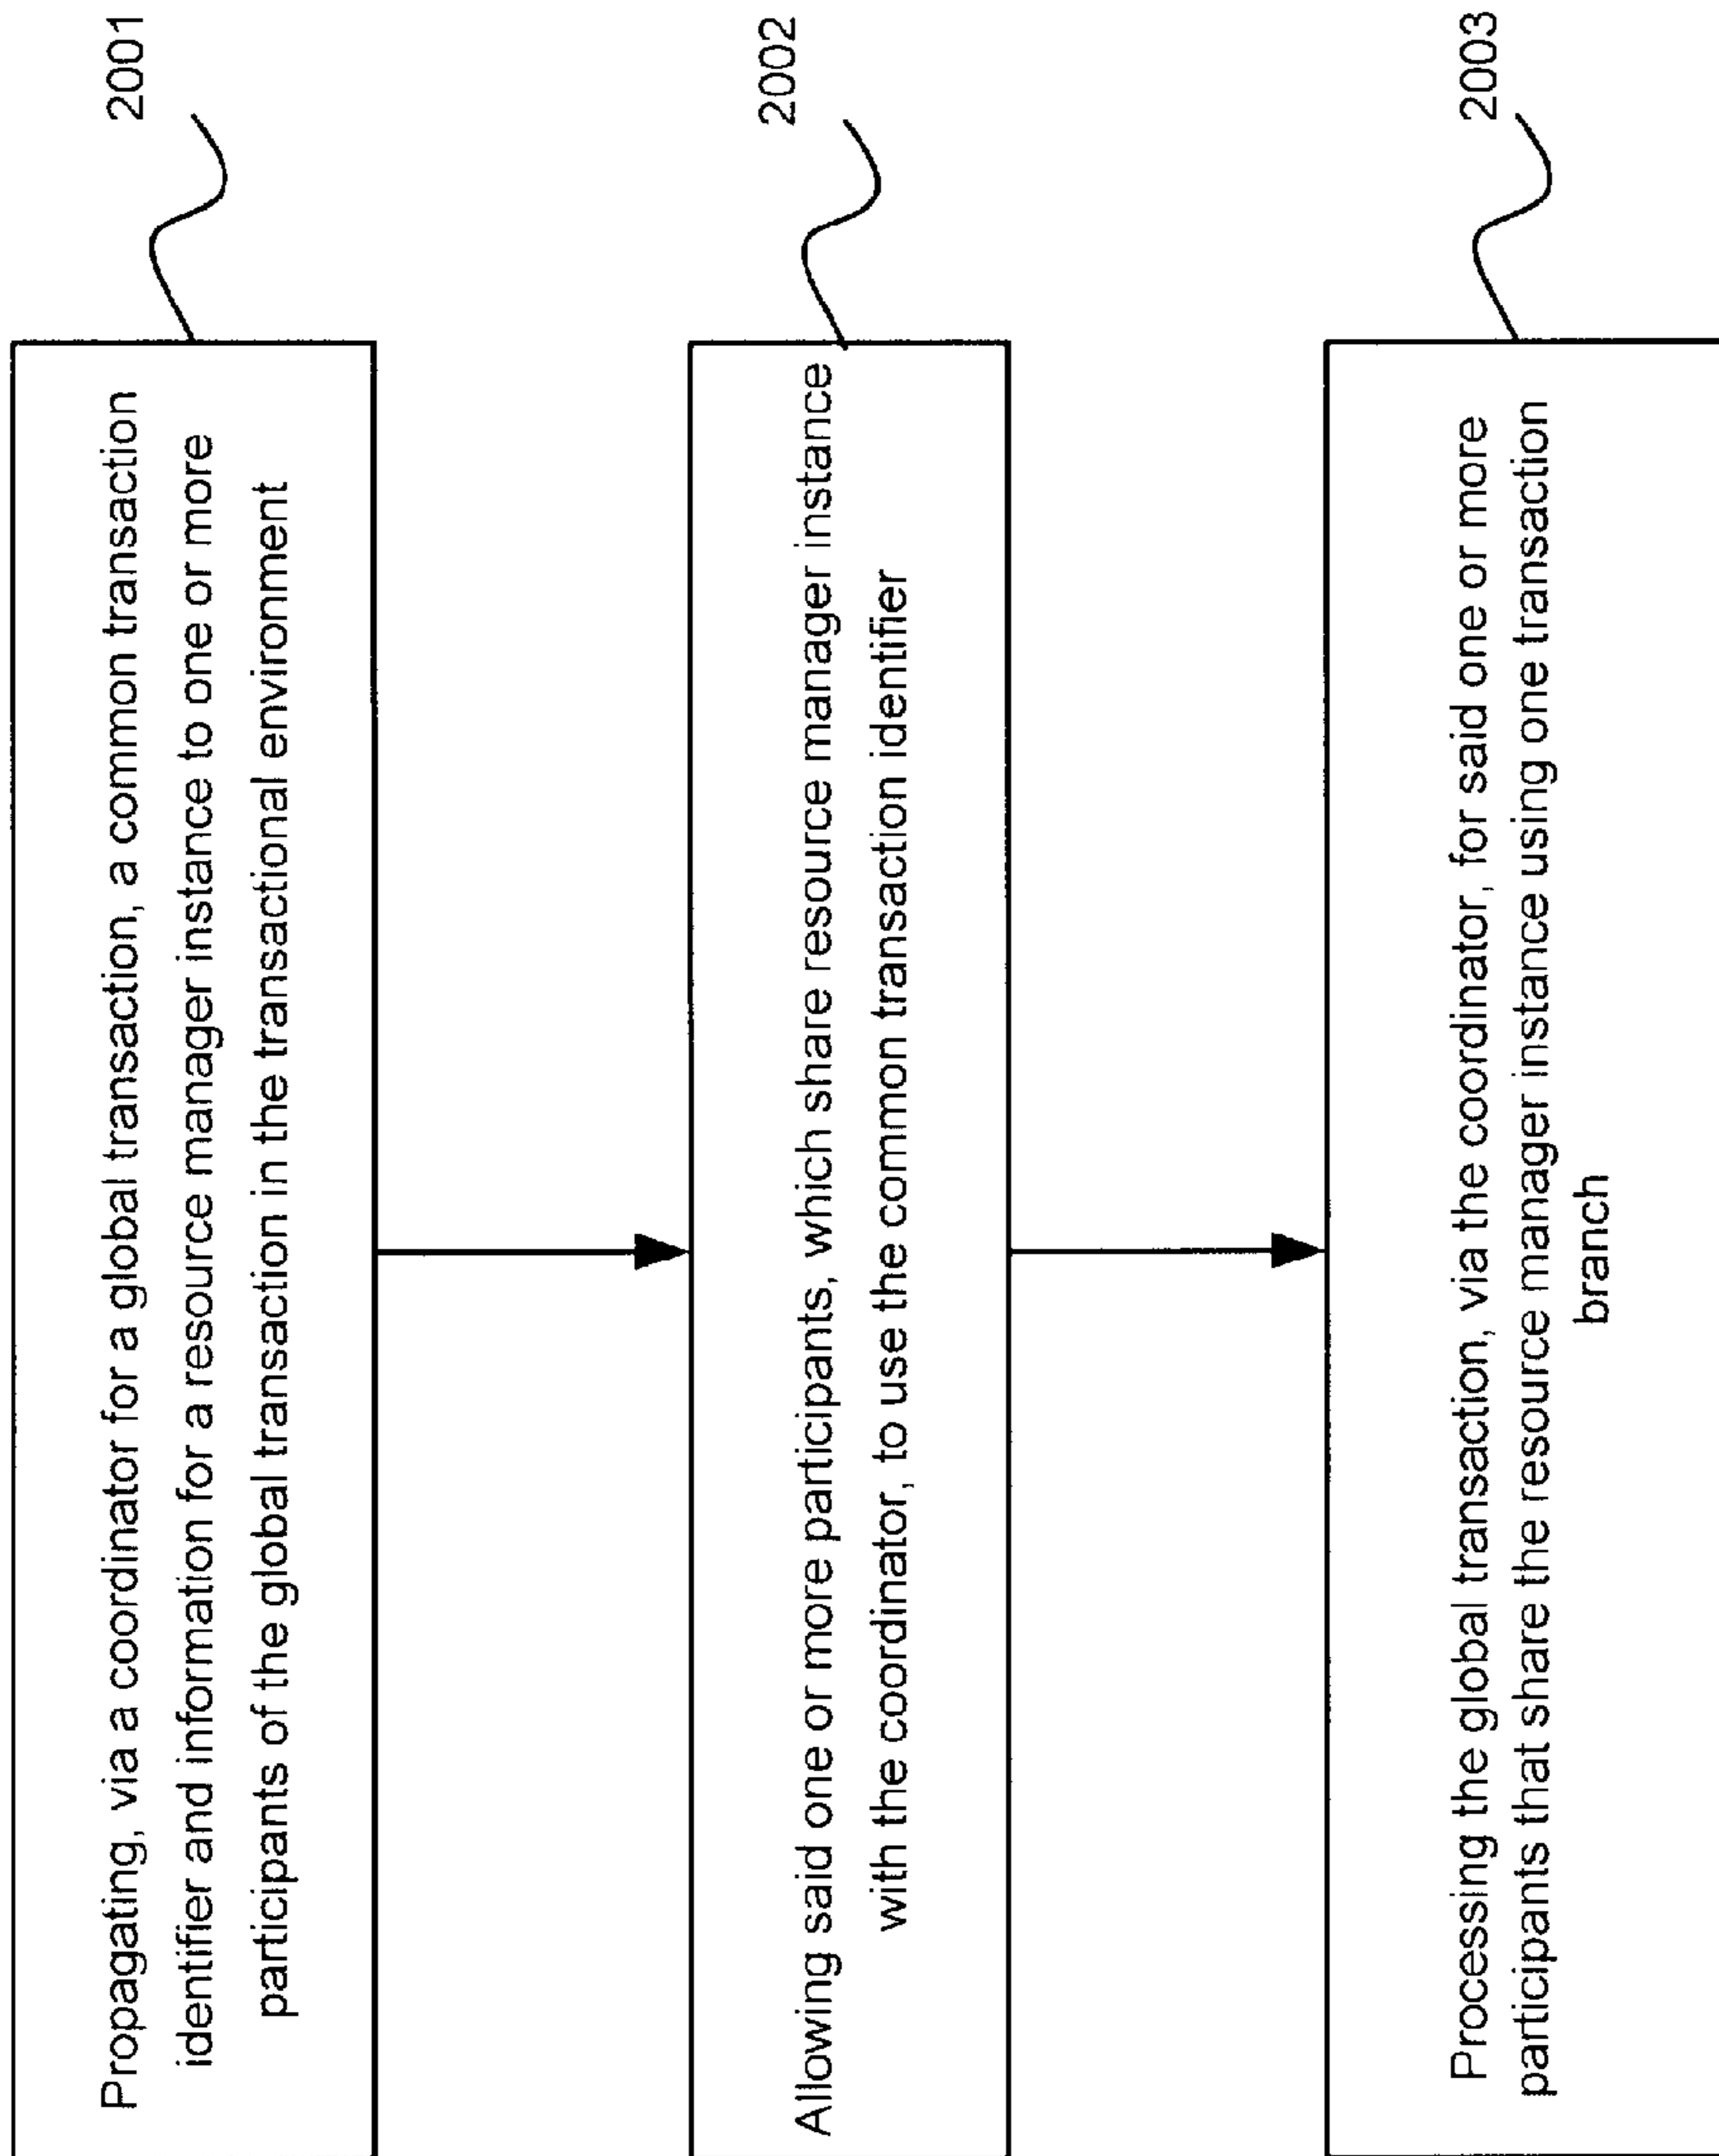 Propagating, via a coordinator for a global transaction, a common transaction
identifier and information for a resource manager instance to one or more
participants of the global transaction in the transactional environment
2001
Allowing said one or more participants, which share resource manager instance
with the coordinator, to use the common transaction identifier
2002
Processing the global transaction, via the coordinator, for said one or more
participants that share the resource manager instance using one transaction
branch
2003